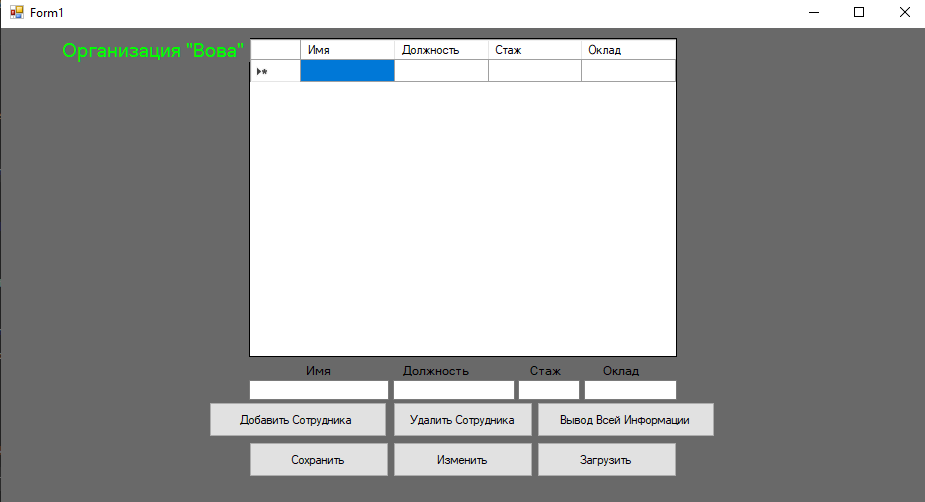 Form1
Организация "Вова"
Имя Должность Стаж Оклад
Имя Должность Стаж Оклад
Добавить Сотрудника Удалить Сотрудника Вывод Всей Информации
Сохранить Изменить Загрузить